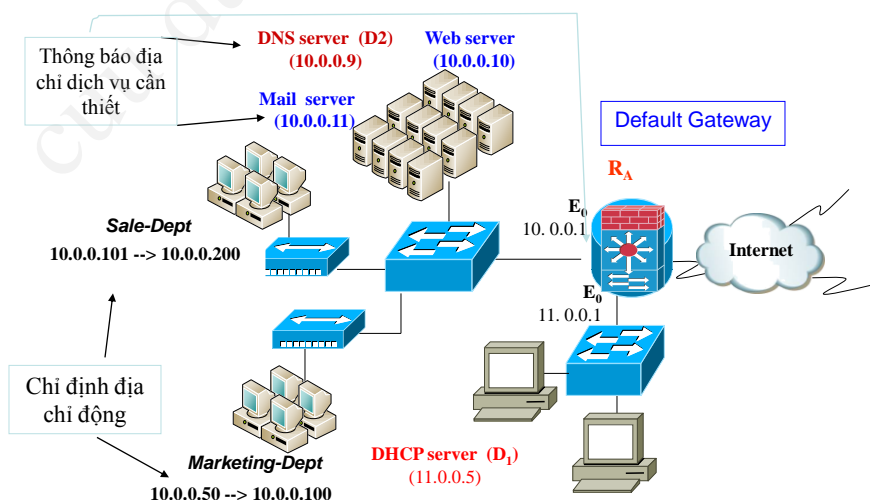 Thông báo địa
chỉ dịch vụ cần
thiết
DNS server (D2)
(10.0.0.9)
Web server
(10.0.0.10)
Mail server
(10.0.0.11)
Default Gateway
RA
Sale-Dept
10.0.0.101 --> 10.0.0.200
E0
10. 0.0.1
Internet
E0
11. 0.0.1
Chỉ định địa
chỉ động
Marketing-Dept
10.0.0.50 --> 10.0.0.100
DHCP server (D1)
(11.0.0.5)